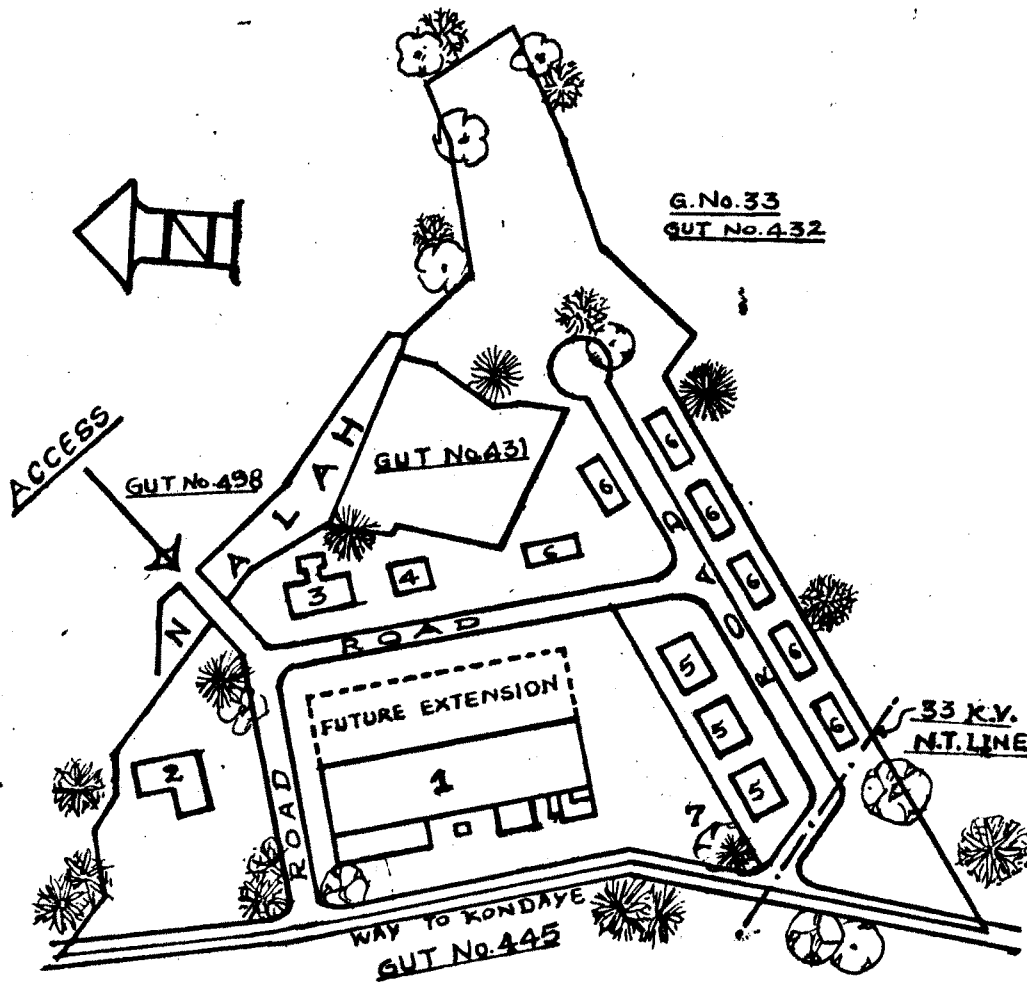 G.No.33
GUT No.432
N
ACCESS
GUT No.498
NALAH
GUT No.431
6
6
6
6
6
6
6
3
4
ROAD
ROAD
5
5
5
FUTURE EXTENSION
1
2
ROAD
7
33 K.V.
N.T. LINE
WAY TO KONDAYE
GUT No.445